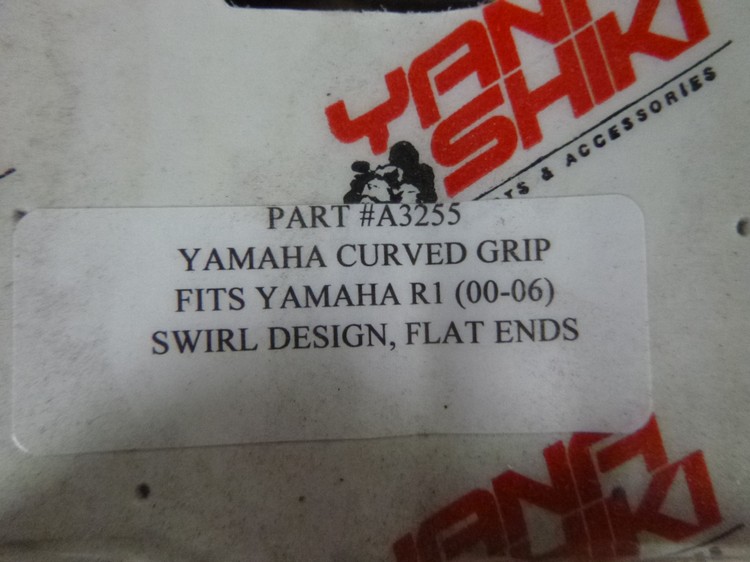 YANA
SHIKI
& ACCESSORIES
PART #A3255
YAMAHA CURVED GRIP
FITS YAMAHA R1 (00-06)
SWIRL DESIGN, FLAT ENDS